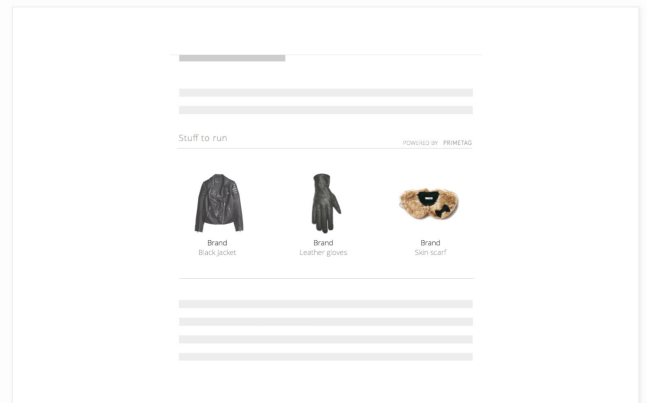 Stuff to run
POWERED BY PRIMETAG
Brand
Black Jacket
Brand
Leather gloves
Brand
Skin scarf